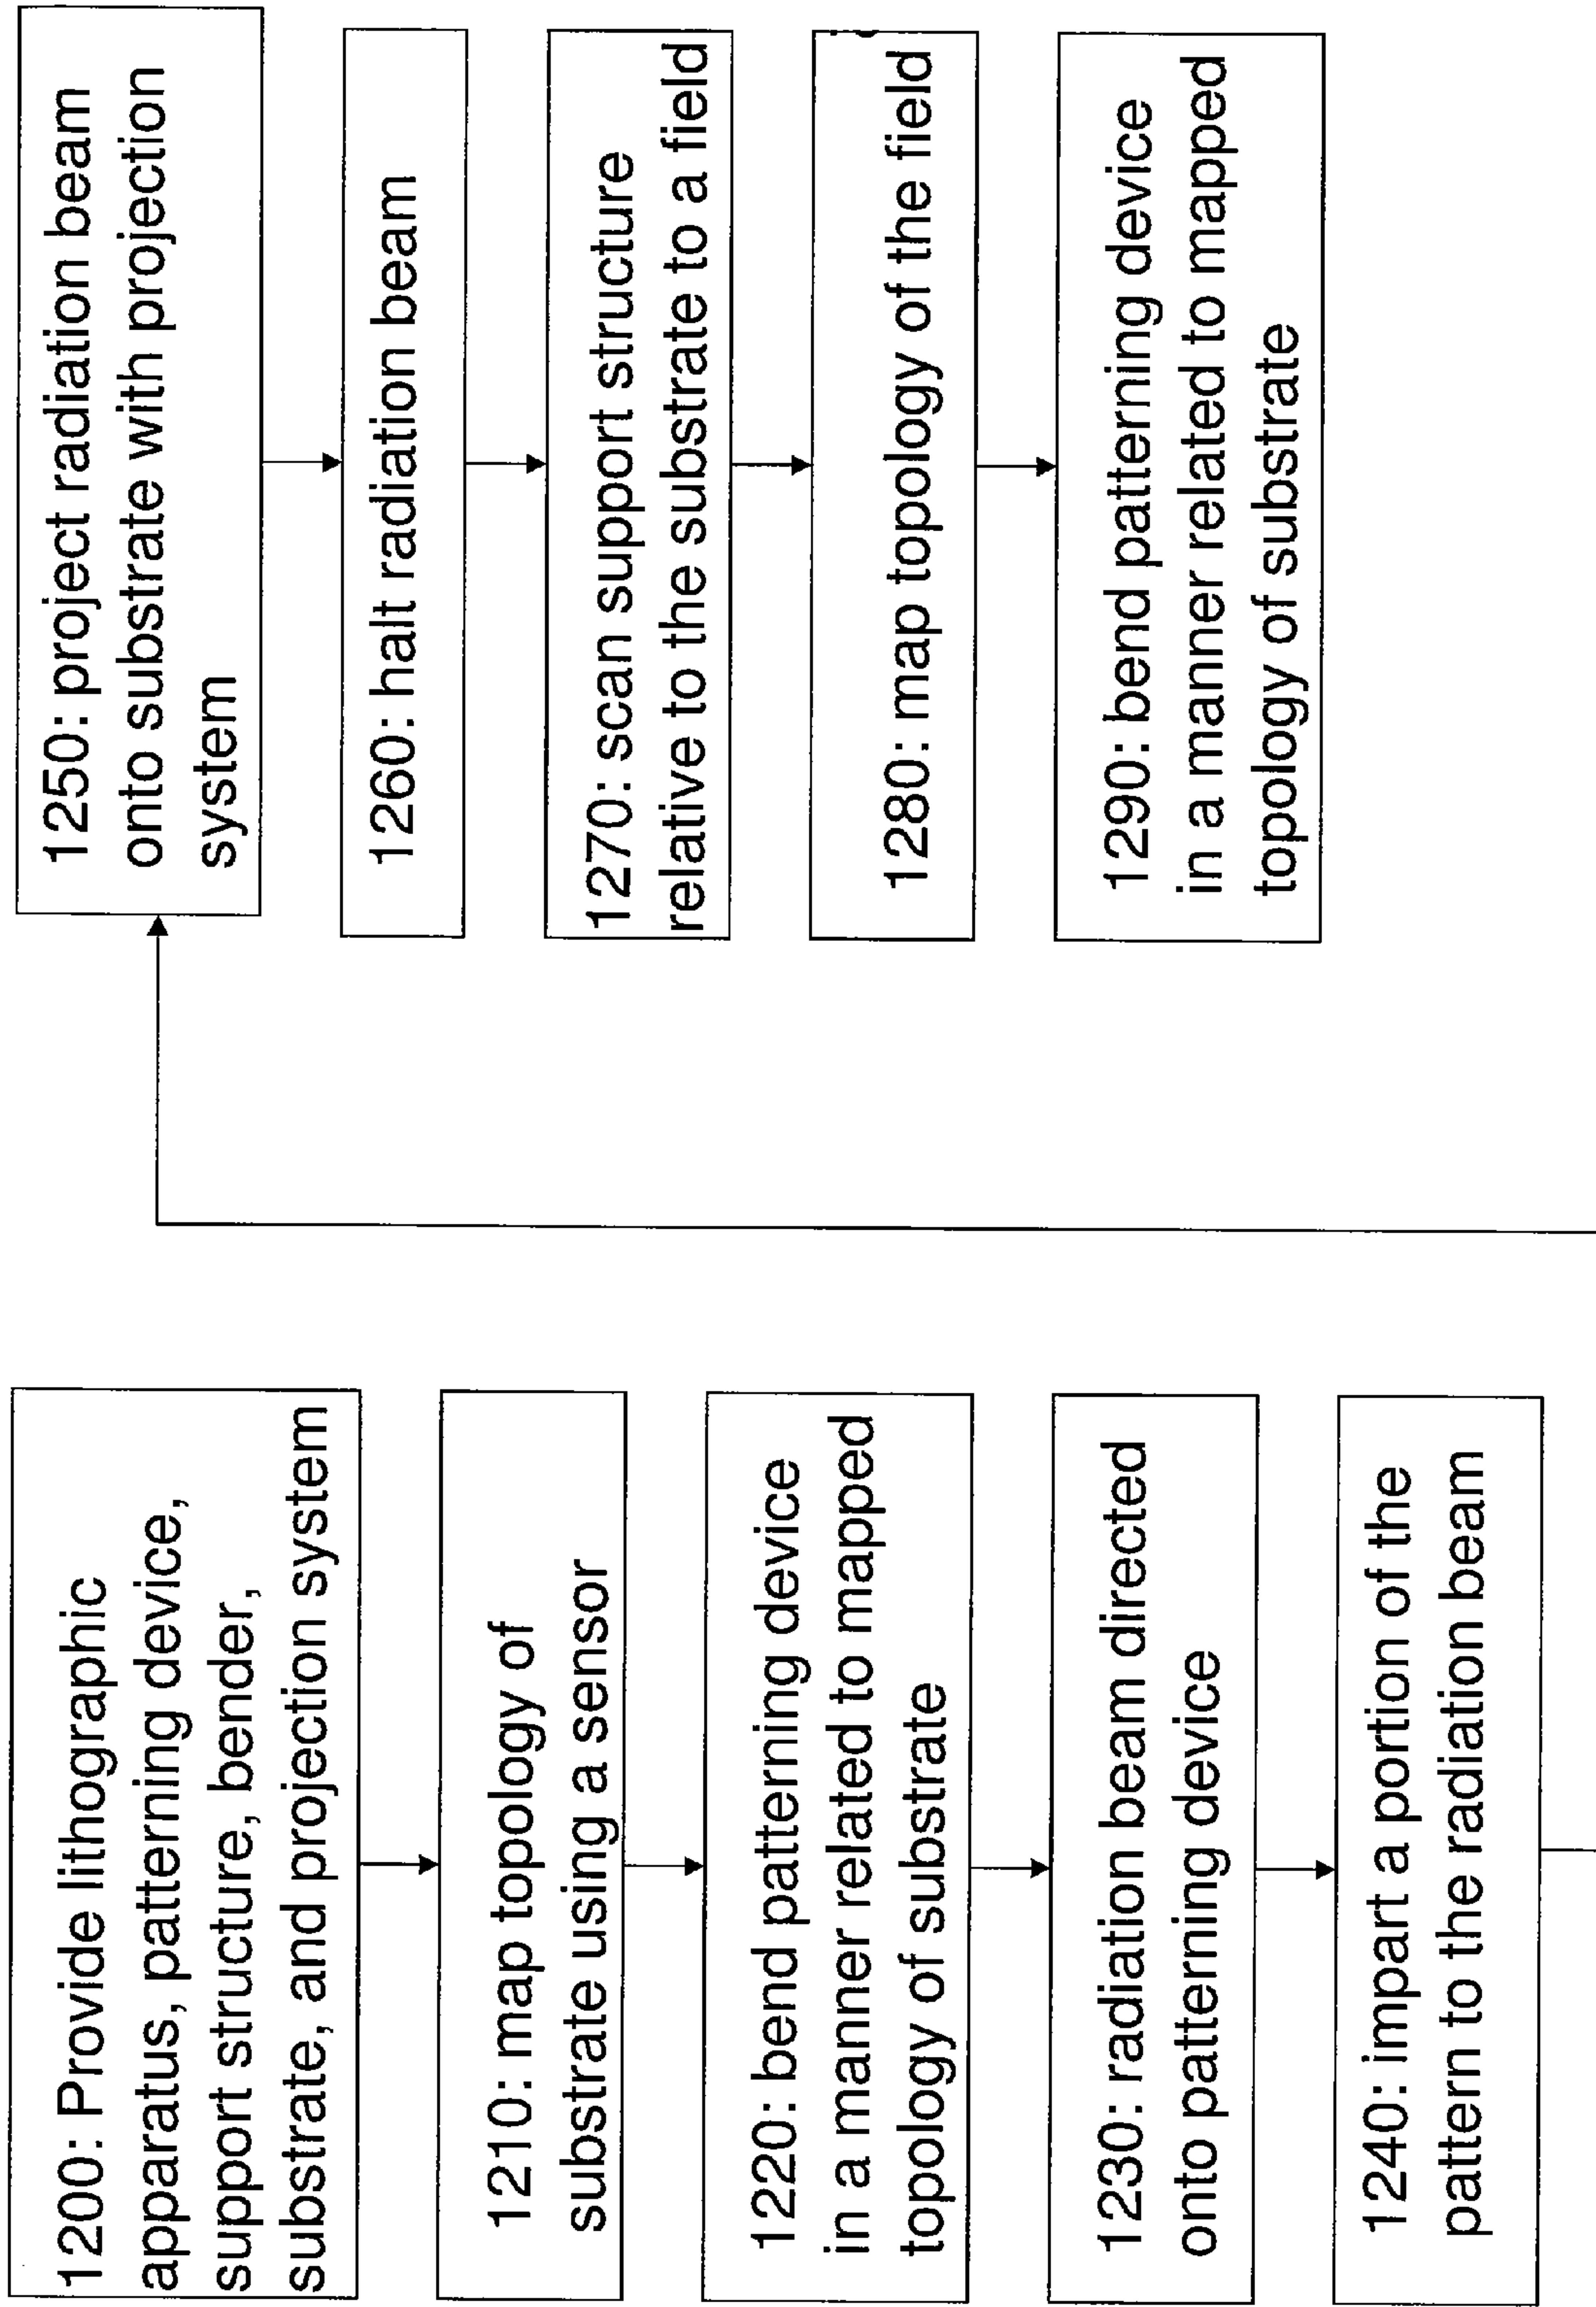 1200: Provide lithographic
apparatus, patterning device,
support structure, bender,
substrate, and projection system
1210: map topology of
substrate using a sensor
1220: bend patterning device
in a manner related to mapped
topology of substrate
1230: radiation beam directed
onto patterning device
1240: impart a portion of the
pattern to the radiation beam
1250: project radiation beam
onto substrate with projection
system
1260: halt radiation beam
1270: scan support structure
relative to the substrate to a field
1280: map topology of the field
1290: bend patterning device
in a manner related to mapped
topology of substrate